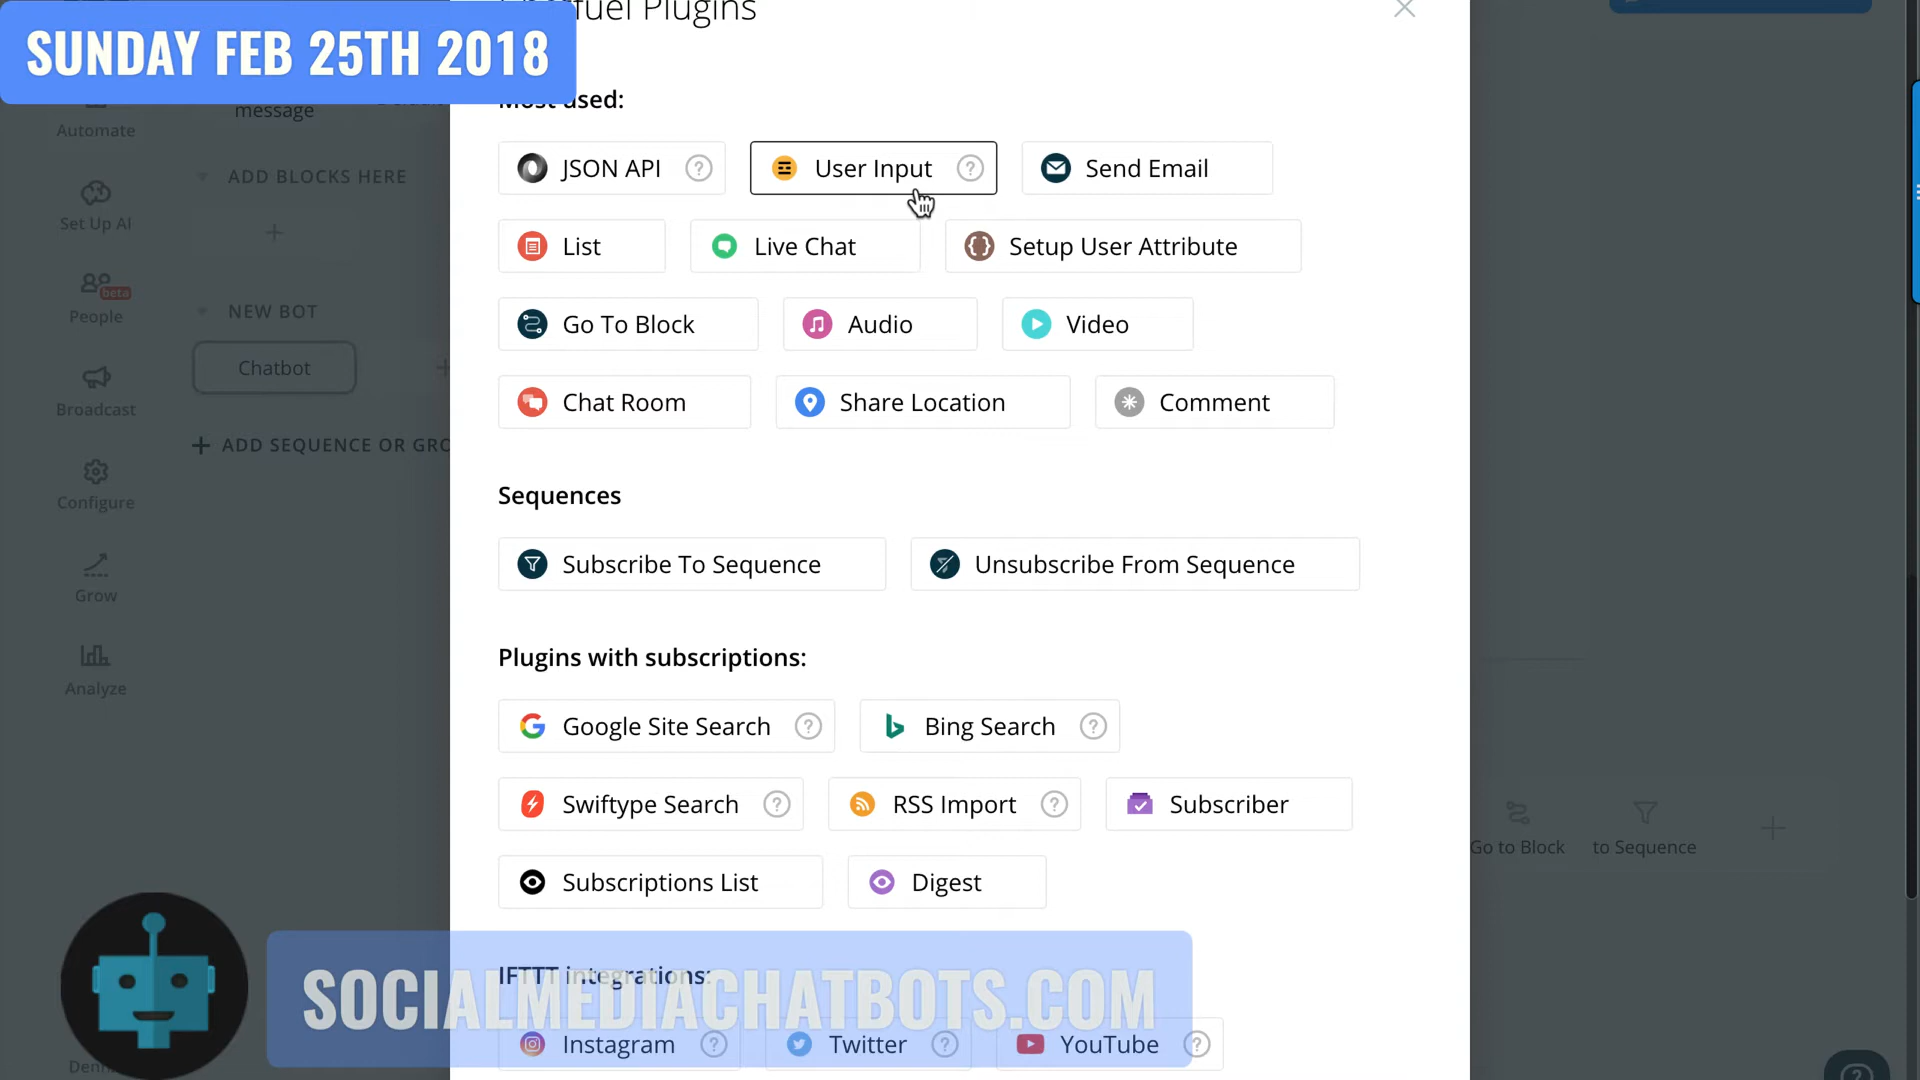 Chatfuel Plugins
SUNDAY FEB 25TH 2018
Most used:
message
Automate
JSON API ?
User Input ?
Send Email
ADD BLOCKS HERE
Set Up AI
+
List
Live Chat
Setup User Attribute
beta
People
NEW BOT
Go To Block
Audio
Video
Chatbot
+
Broadcast
Chat Room
Share Location
Comment
+ ADD SEQUENCE OR GRO
Configure
Sequences
Subscribe To Sequence
Unsubscribe From Sequence
Grow
Plugins with subscriptions:
Analyze
Google Site Search ?
Bing Search ?
Swiftype Search ?
RSS Import ?
Subscriber
Go to Block
to Sequence
+
Subscriptions List
Digest
IFTTT integrations:
SOCIALMEDIACHATBOTS.COM
Instagram ?
Twitter ?
YouTube ?
?